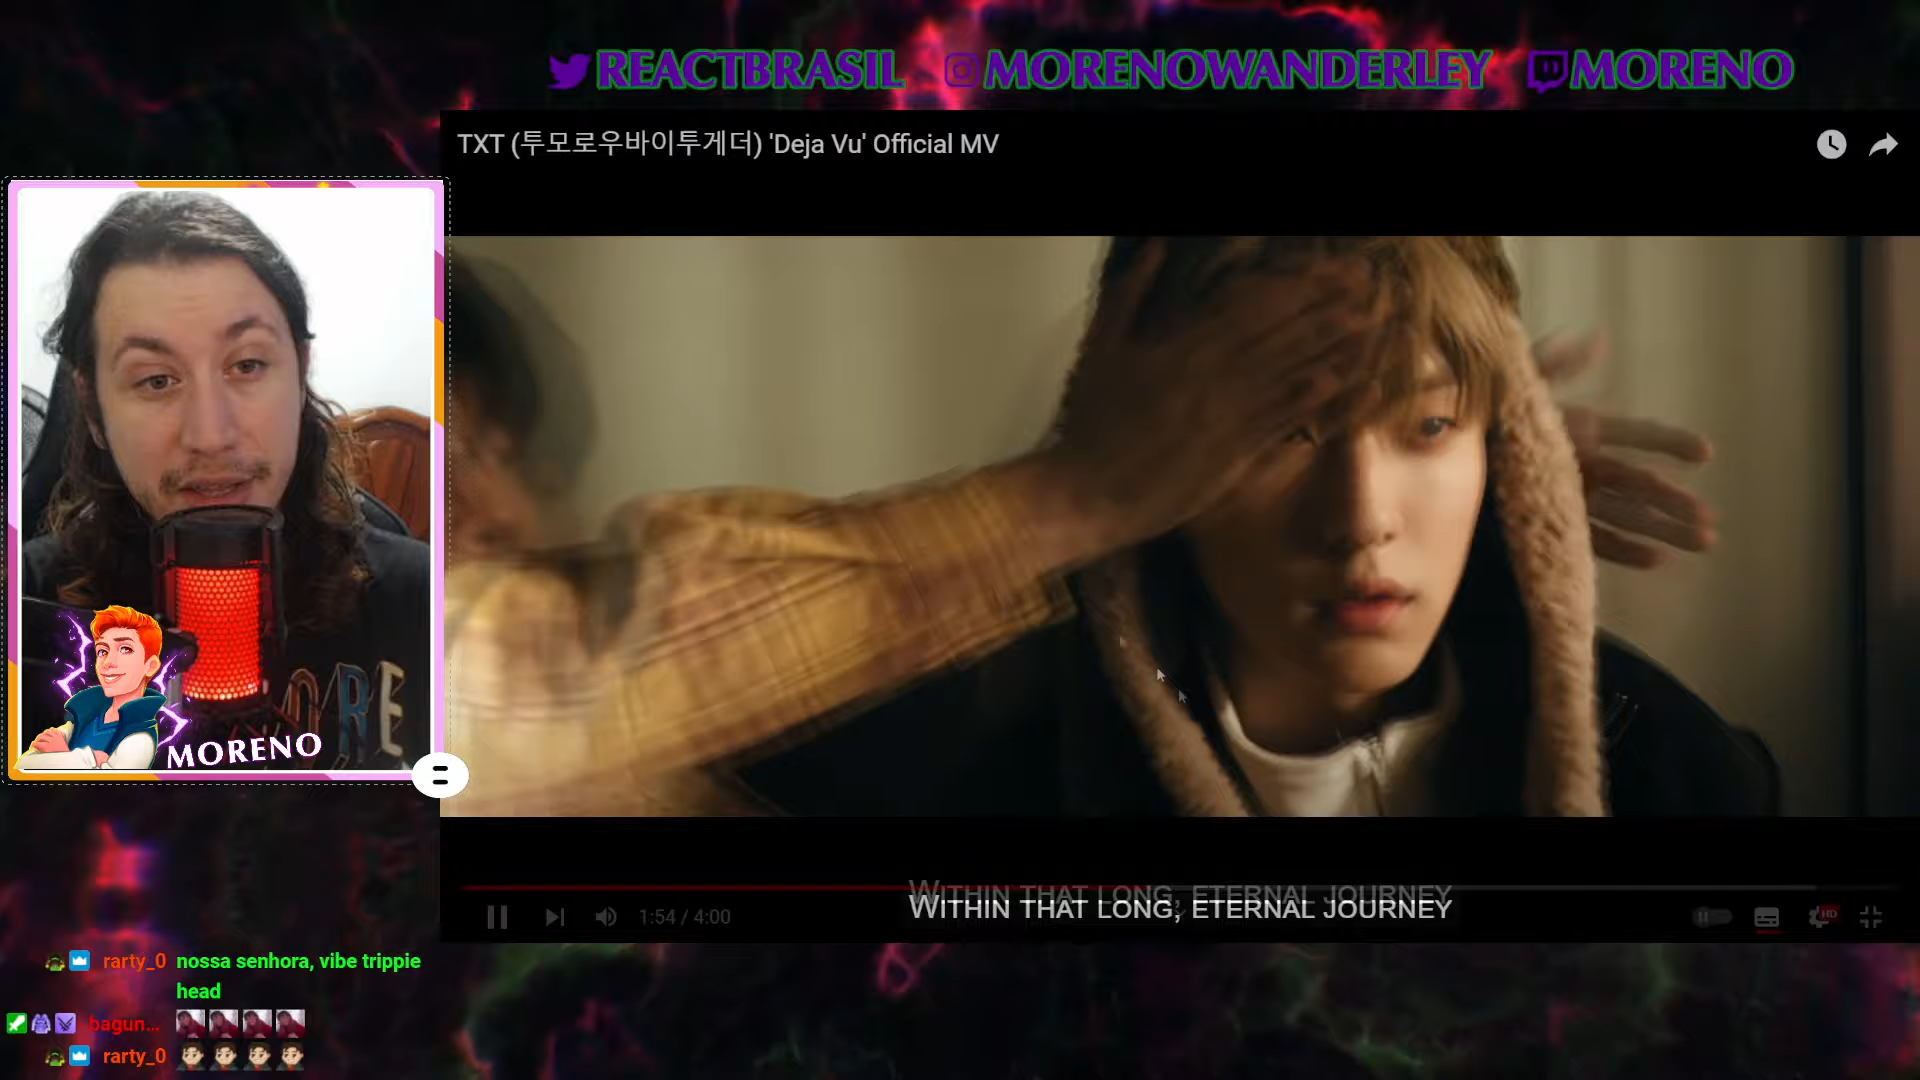 REACTBRASIL MORENOWANDERLEY MORENO
TXT (투모로우바이투게더) 'Deja Vu' Official MV
ORE
MORENO
WITHIN THAT LONG, ETERNAL JOURNEY
WITHIN THAT LONG, ETERNAL JOURNEY
1:54 / 4:00
HD
rarty_0 nossa senhora, vibe trippie
head
bagun...
rarty_0